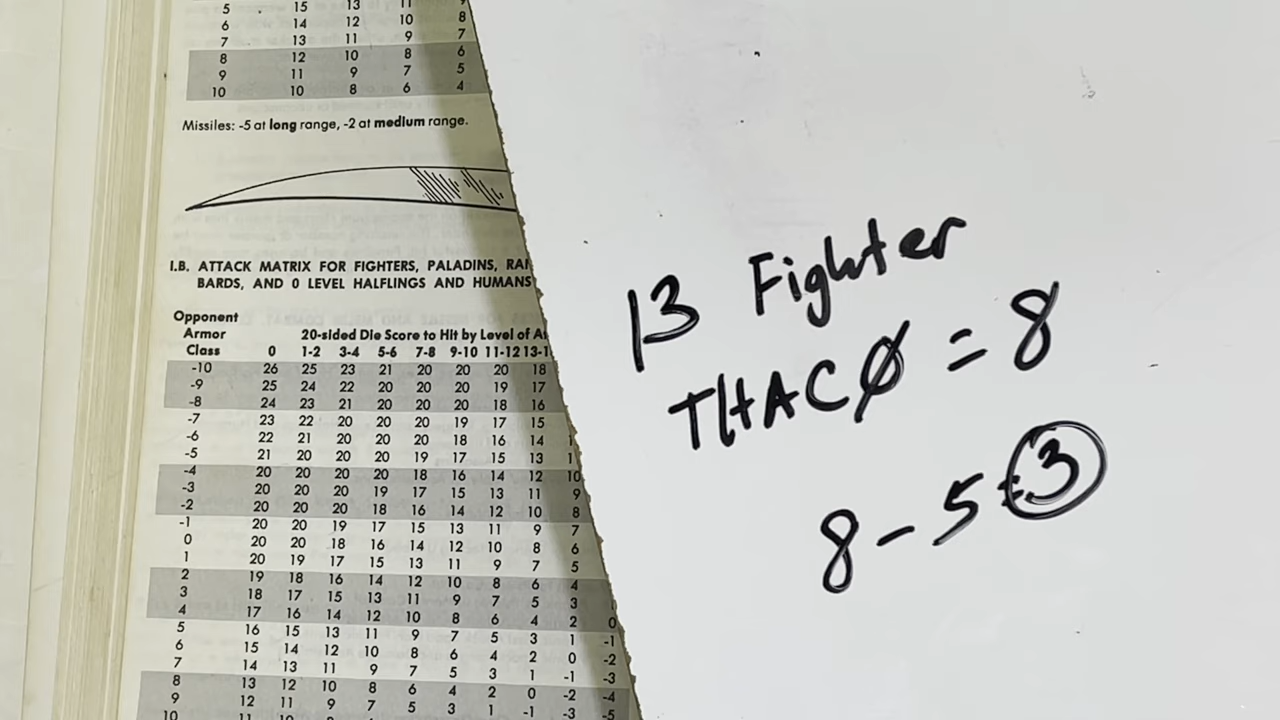 5 15 13 11 9
6 14 12 10 8
7 13 11 9 7
8 12 10 8 6
9 11 9 7 5
10 10 8 6 4
Missiles: -5 at long range, -2 at medium range.
I.B. ATTACK MATRIX FOR FIGHTERS, PALADINS,
BARDS, AND 0 LEVEL HALFLINGS AND HUMANS
Opponent
Armor
Class
20-sided Die Score to Hit by Level of
0 1-2 3-4 5-6 7-8 9-10 11-12 13-1
-10 26 25 23 21 20 20 20 18
-9 25 24 22 20 20 20 19 17
-8 24 23 21 20 20 20 18 16
-7 23 22 20 20 20 19 17 15
-6 22 21 20 20 20 18 16 14 1
-5 21 20 20 20 19 17 15 13 1
-4 20 20 20 20 18 16 14 12 10
-3 20 20 20 19 17 15 13 11 9
-2 20 20 20 18 16 14 12 10 8
-1 20 20 19 17 15 13 11 9 7
0 20 20 18 16 14 12 10 8 6
1 20 19 17 15 13 11 9 7 5
2 19 18 16 14 12 10 8 6 4
3 18 17 15 13 11 9 7 5 3
4 17 16 14 12 10 8 6 4 2 0
5 16 15 13 11 9 7 5 3 1 -1
6 15 14 12 10 8 6 4 2 0 -2
7 14 13 11 9 7 5 3 1 -1 -3
8 13 12 10 8 6 4 2 0 -2 -4
9 12 11 9 7 5 3 1 -1 -3 -5
10
13 Fighter
THAC0 = 8
8 - 5 = 3